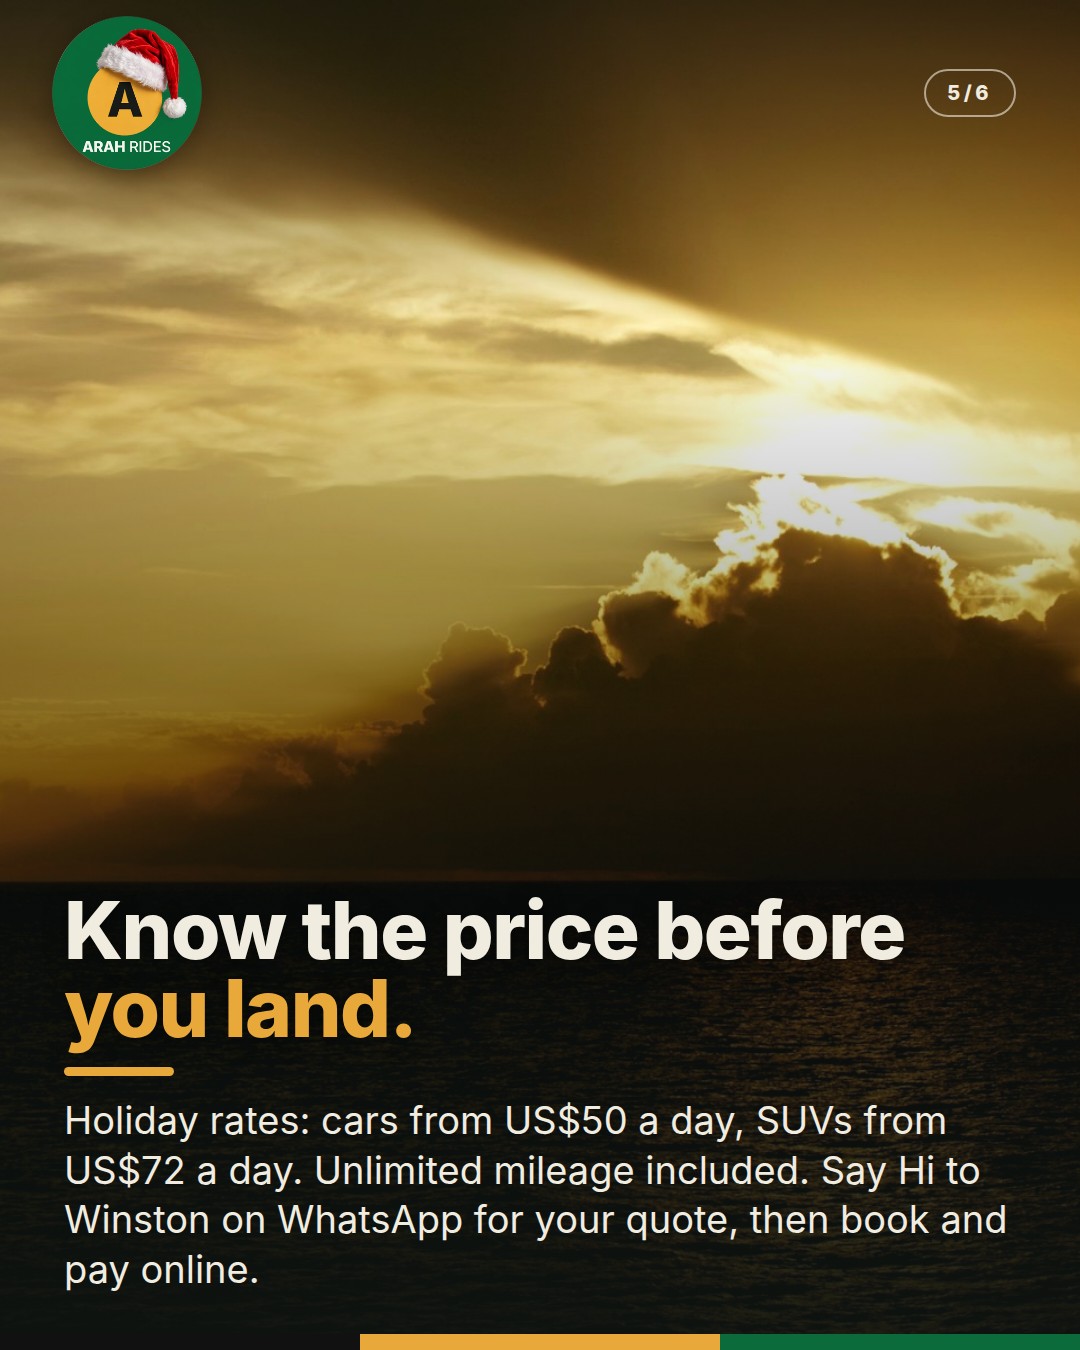 A
ARAH RIDES
5/6
Know the price before
you land.
Holiday rates: cars from US$50 a day, SUVs from
US$72 a day. Unlimited mileage included. Say Hi to
Winston on WhatsApp for your quote, then book and
pay online.